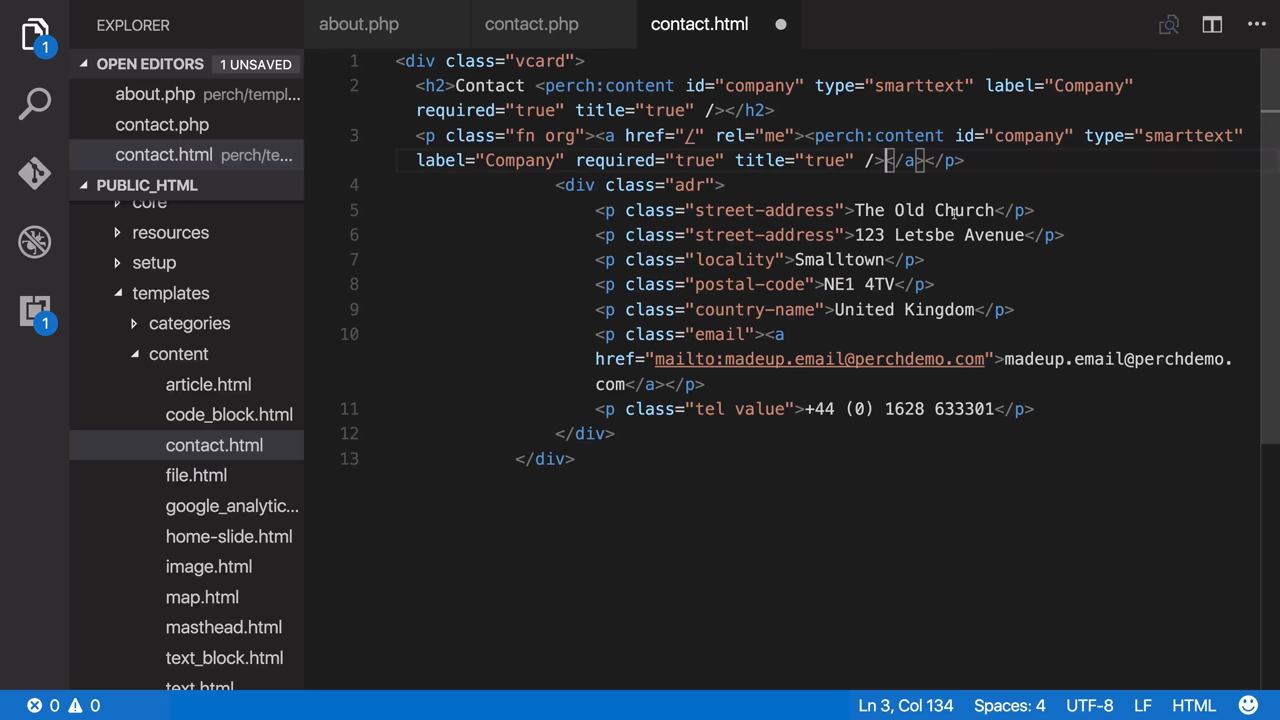 EXPLORER
about.php
contact.php
contact.html
1
OPEN EDITORS 1 UNSAVED
about.php perch/templ...
contact.php
contact.html perch/te...
PUBLIC_HTML
core
resources
setup
templates
categories
content
article.html
code_block.html
contact.html
file.html
google_analytic...
home-slide.html
image.html
map.html
masthead.html
text_block.html
text.html
1
1 <div class="vcard">
2 <h2>Contact <perch:content id="company" type="smarttext" label="Company"
required="true" title="true" /></h2>
3 <p class="fn org"><a href="/" rel="me"><perch:content id="company" type="smarttext"
label="Company" required="true" title="true" /></a></p>
4 <div class="adr">
5 <p class="street-address">The Old Church</p>
6 <p class="street-address">123 Letsbe Avenue</p>
7 <p class="locality">Smalltown</p>
8 <p class="postal-code">NE1 4TV</p>
9 <p class="country-name">United Kingdom</p>
10 <p class="email"><a
href="mailto:madeup.email@perchdemo.com">madeup.email@perchdemo.
com</a></p>
11 <p class="tel value">+44 (0) 1628 633301</p>
12 </div>
13 </div>
0 0
Ln 3, Col 134 Spaces: 4 UTF-8 LF HTML